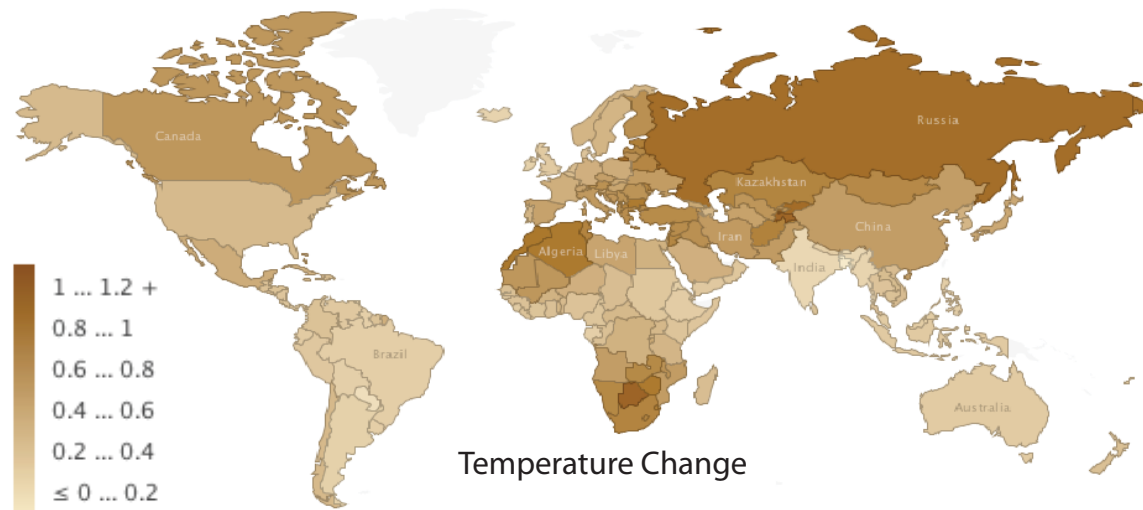 Canada
Russia
Kazakhstan
China
Iran
Algeria
Libya
India
Brazil
Australia
1 ... 1.2 +
0.8 ... 1
0.6 ... 0.8
0.4 ... 0.6
0.2 ... 0.4
≤ 0 ... 0.2
Temperature Change